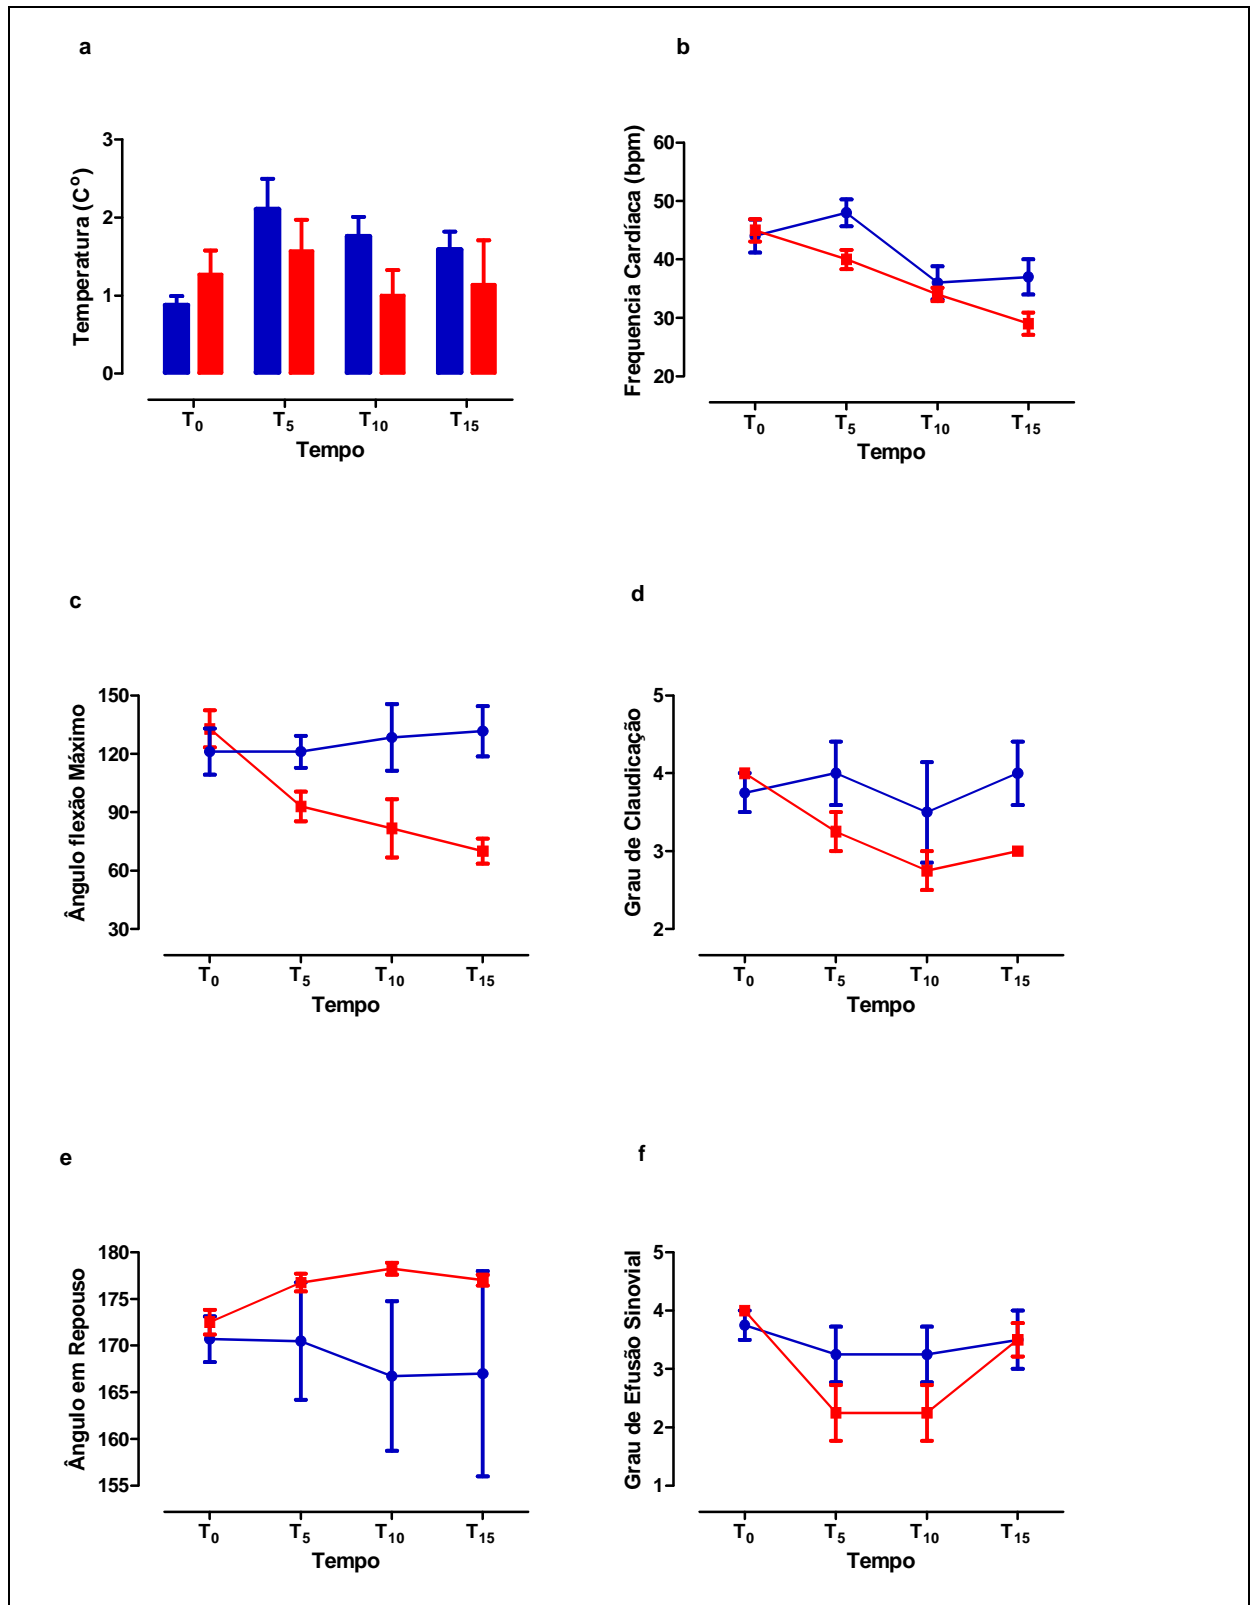 a
b
3
2
1
0
Temperatura (Cº)
T0
T5
T10
T15
Tempo
60
50
40
30
20
Frequencia Cardíaca (bpm)
T0
T5
T10
T15
Tempo
c
d
150
120
90
60
30
Ângulo flexão Máximo
T0
T5
T10
T15
Tempo
5
4
3
2
Grau de Claudicação
T0
T5
T10
T15
Tempo
e
f
180
175
170
165
160
155
Ângulo em Repouso
T0
T5
T10
T15
Tempo
5
4
3
2
1
Grau de Efusão Sinovial
T0
T5
T10
T15
Tempo